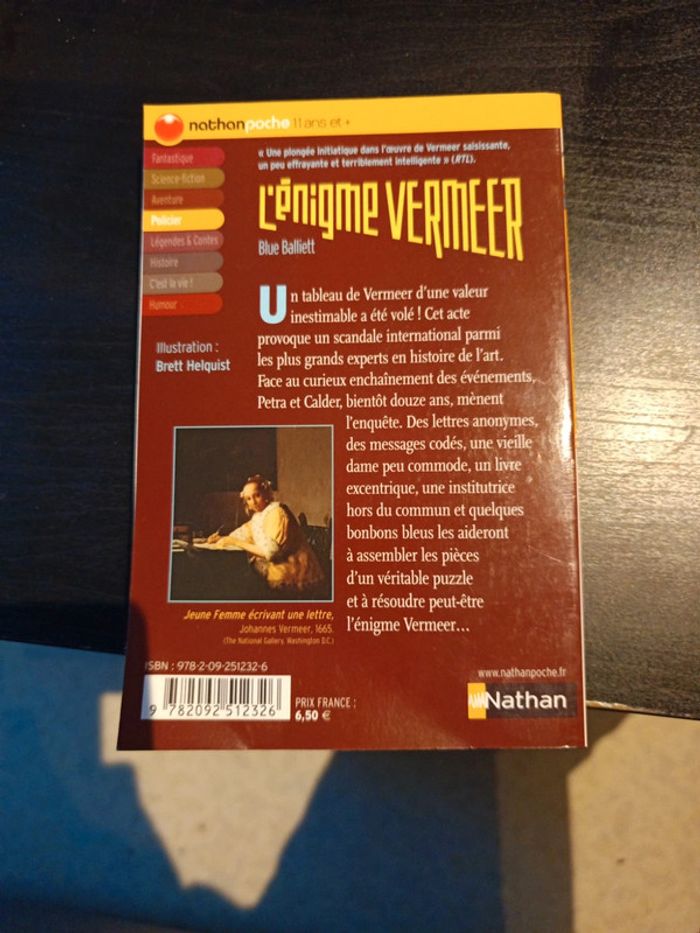 nathanpoche 11 ans et +
Fantastique
Science-fiction
Aventure
Policier
Légendes & Contes
Histoire
C'est la vie !
Humour
Illustration :
Brett Helquist
« Une plongée initiatique dans l'œuvre de Vermeer saisissante,
un peu effrayante et terriblement intelligente » (RTL).
L'énigme VERMEER
Blue Balliett
Un tableau de Vermeer d'une valeur
inestimable a été volé ! Cet acte
provoque un scandale international parmi
les plus grands experts en histoire de l'art.
Face au curieux enchaînement des événements,
Petra et Calder, bientôt douze ans, mènent
l'enquête. Des lettres anonymes,
des messages codés, une vieille
dame peu commode, un livre
excentrique, une institutrice
hors du commun et quelques
bonbons bleus les aideront
à assembler les pièces
d'un véritable puzzle
et à résoudre peut-être
l'énigme Vermeer...
Jeune Femme écrivant une lettre,
Johannes Vermeer, 1665.
(The National Gallery, Washington D.C.)
ISBN : 978-2-09-251232-6
9 782092 512326
PRIX FRANCE :
6,50 €
www.nathanpoche.fr
Nathan